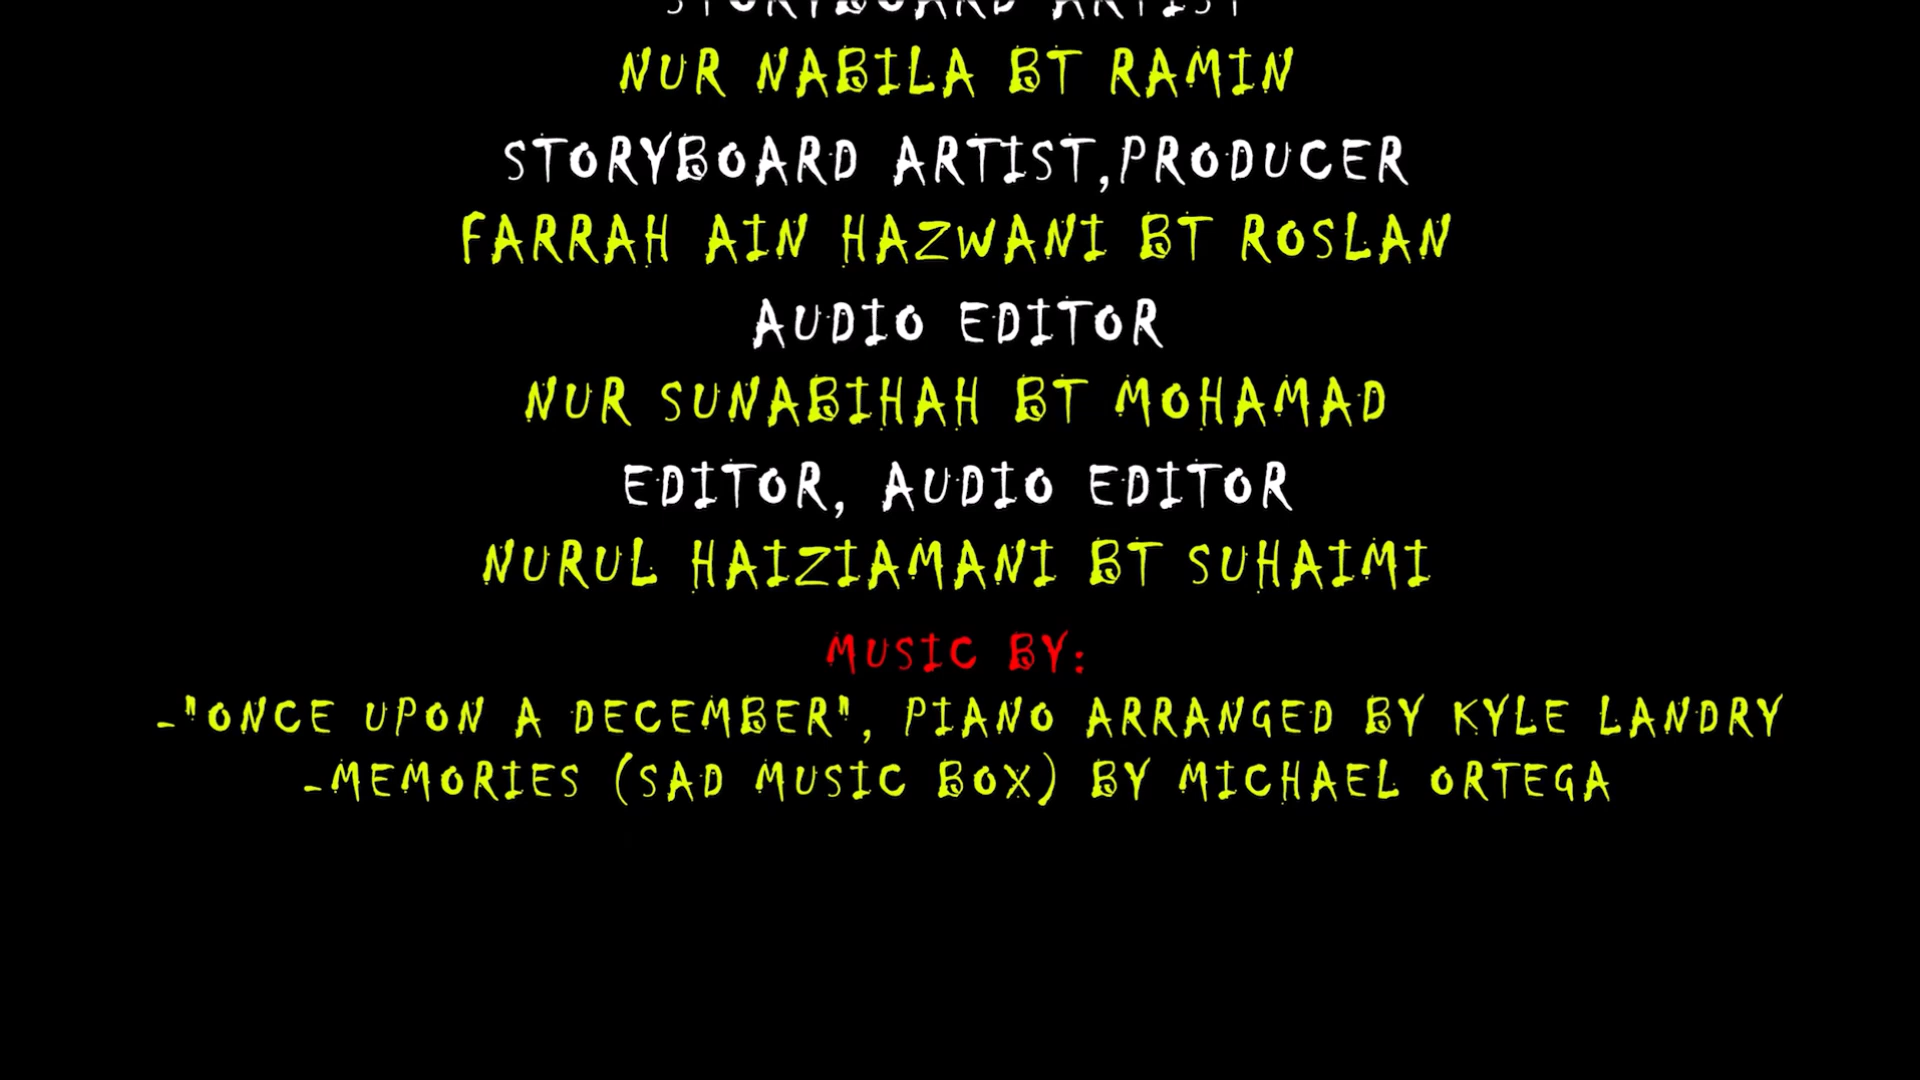 STORYBOARD ARTIST
NUR NABILA BT RAMIN
STORYBOARD ARTIST,PRODUCER
FARRAH AIN HAZWANI BT ROSLAN
AUDIO EDITOR
NUR SUNABIHAH BT MOHAMAD
EDITOR, AUDIO EDITOR
NURUL HAIZIAMANI BT SUHAIMI
MUSIC BY:
-"ONCE UPON A DECEMBER", PIANO ARRANGED BY KYLE LANDRY
-MEMORIES (SAD MUSIC BOX) BY MICHAEL ORTEGA